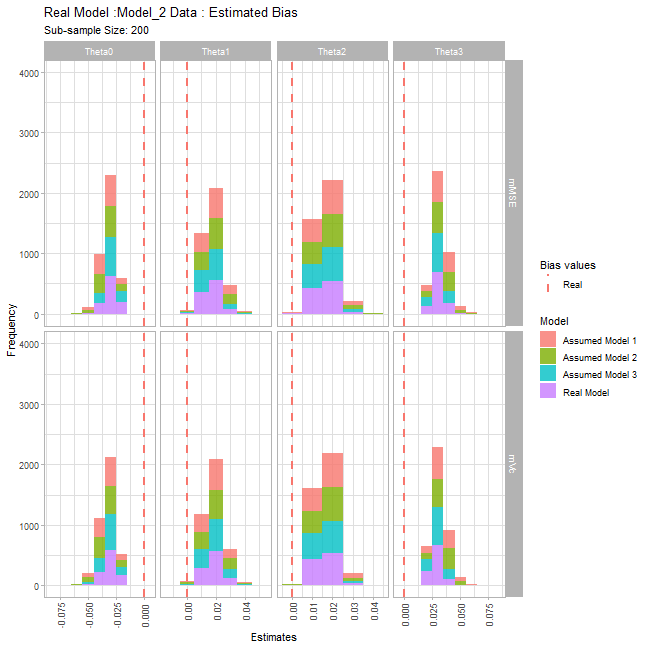 Real Model :Model_2 Data : Estimated Bias
Sub-sample Size: 200
Theta0 Theta1 Theta2 Theta3
4000
3000
2000
1000
0
mMSE
4000
3000
2000
1000
0
mVc
Frequency
-0.075 -0.050 -0.025 0.000
0.00 0.02 0.04
0.00 0.01 0.02 0.03 0.04
0.000 0.025 0.050 0.075
Estimates
Bias values
Real
Model
Assumed Model 1
Assumed Model 2
Assumed Model 3
Real Model